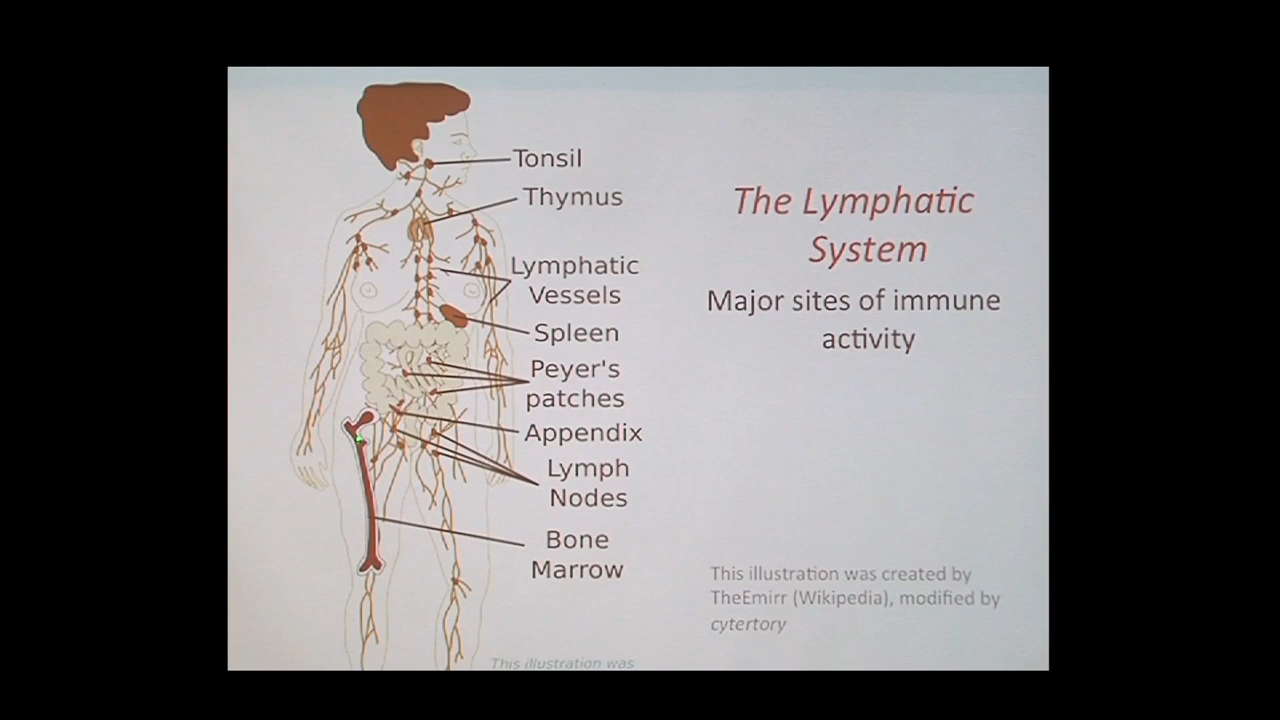 Tonsil
Thymus
Lymphatic
Vessels
Spleen
Peyer's
patches
Appendix
Lymph
Nodes
Bone
Marrow
This illustration was
The Lymphatic
System
Major sites of immune
activity
This illustration was created by
TheEmirr (Wikipedia), modified by
cytertory